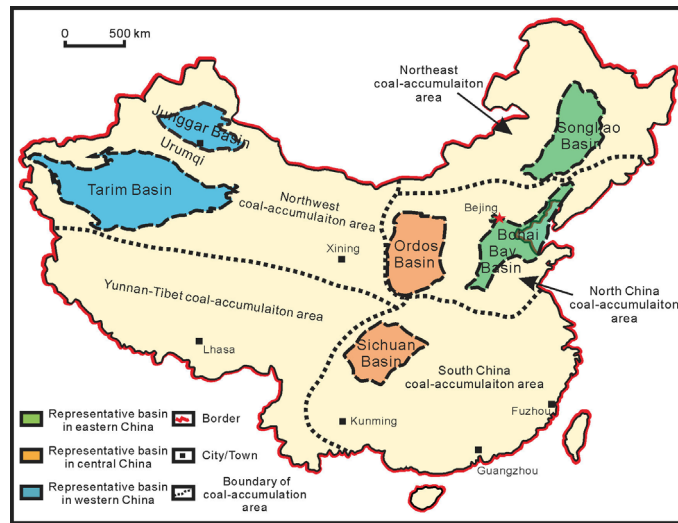 0 500 km
Northeast
coal-accumulaiton
area
Junggar Basin
Urumqi
Songliao
Basin
Tarim Basin
Northwest
coal-accumulaiton area
Bejing
Bohai
Bay
Basin
Ordos
Basin
Xining
North China
coal-accumulaiton
area
Yunnan-Tibet coal-accumulaiton area
Lhasa
Sichuan
Basin
South China
coal-accumulaiton area
Kunming
Fuzhou
Guangzhou
Representative basin
in eastern China
Border
Representative basin
in central China
City/Town
Representative basin
in western China
Boundary of
coal-accumulation
area